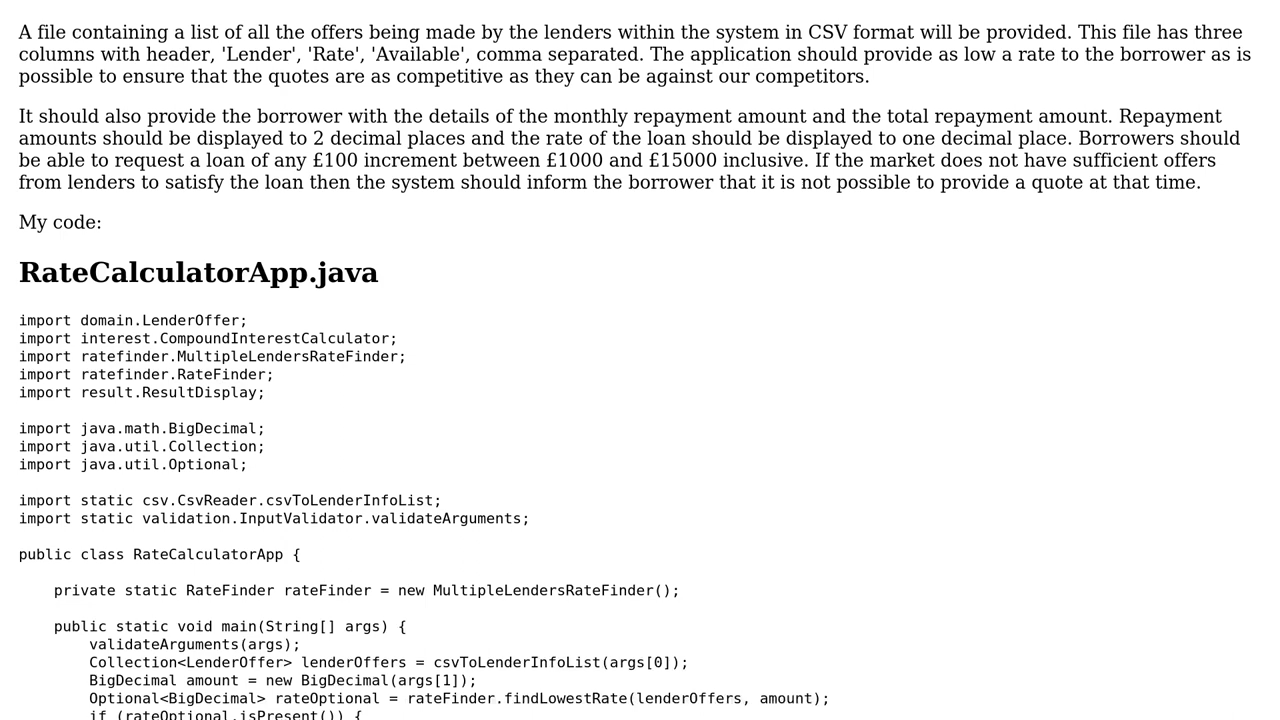 A file containing a list of all the offers being made by the lenders within the system in CSV format will be provided. This file has three
columns with header, 'Lender', 'Rate', 'Available', comma separated. The application should provide as low a rate to the borrower as is
possible to ensure that the quotes are as competitive as they can be against our competitors.
It should also provide the borrower with the details of the monthly repayment amount and the total repayment amount. Repayment
amounts should be displayed to 2 decimal places and the rate of the loan should be displayed to one decimal place. Borrowers should
be able to request a loan of any £100 increment between £1000 and £15000 inclusive. If the market does not have sufficient offers
from lenders to satisfy the loan then the system should inform the borrower that it is not possible to provide a quote at that time.
My code:
RateCalculatorApp.java
import domain.LenderOffer;
import interest.CompoundInterestCalculator;
import ratefinder.MultipleLendersRateFinder;
import ratefinder.RateFinder;
import result.ResultDisplay;
import java.math.BigDecimal;
import java.util.Collection;
import java.util.Optional;
import static csv.CsvReader.csvToLenderInfoList;
import static validation.InputValidator.validateArguments;
public class RateCalculatorApp {
    private static RateFinder rateFinder = new MultipleLendersRateFinder();
    public static void main(String[] args) {
        validateArguments(args);
        Collection<LenderOffer> lenderOffers = csvToLenderInfoList(args[0]);
        BigDecimal amount = new BigDecimal(args[1]);
        Optional<BigDecimal> rateOptional = rateFinder.findLowestRate(lenderOffers, amount);
        if (rateOptional.isPresent()) {